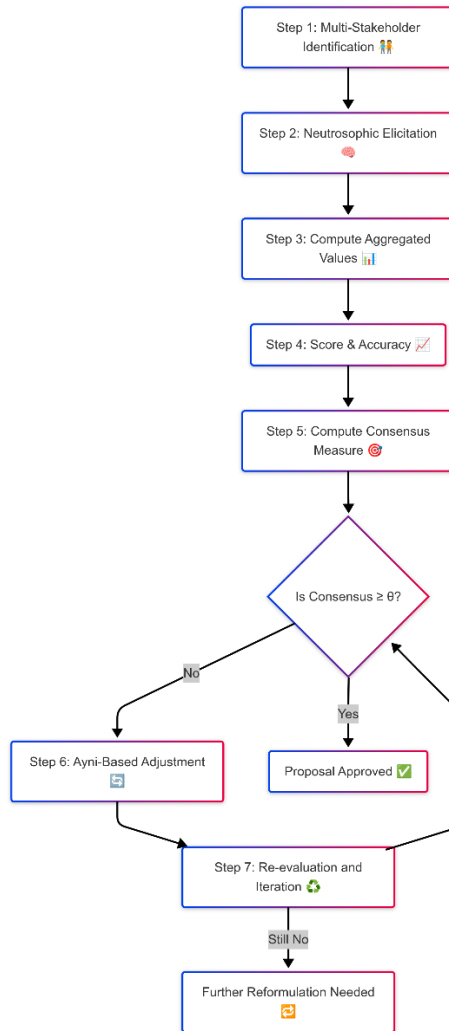 Step 1: Multi-Stakeholder
Identification 🧑‍🤝‍🧑
Step 2: Neutrosophic Elicitation
🧠
Step 3: Compute Aggregated
Values 📊
Step 4: Score & Accuracy 📈
Step 5: Compute Consensus
Measure 🎯
Is Consensus ≥ θ?
No
Yes
Step 6: Ayni-Based Adjustment
🔄
Proposal Approved ✅
Step 7: Re-evaluation and
Iteration ♻️
Still No
Further Reformulation Needed
🔁